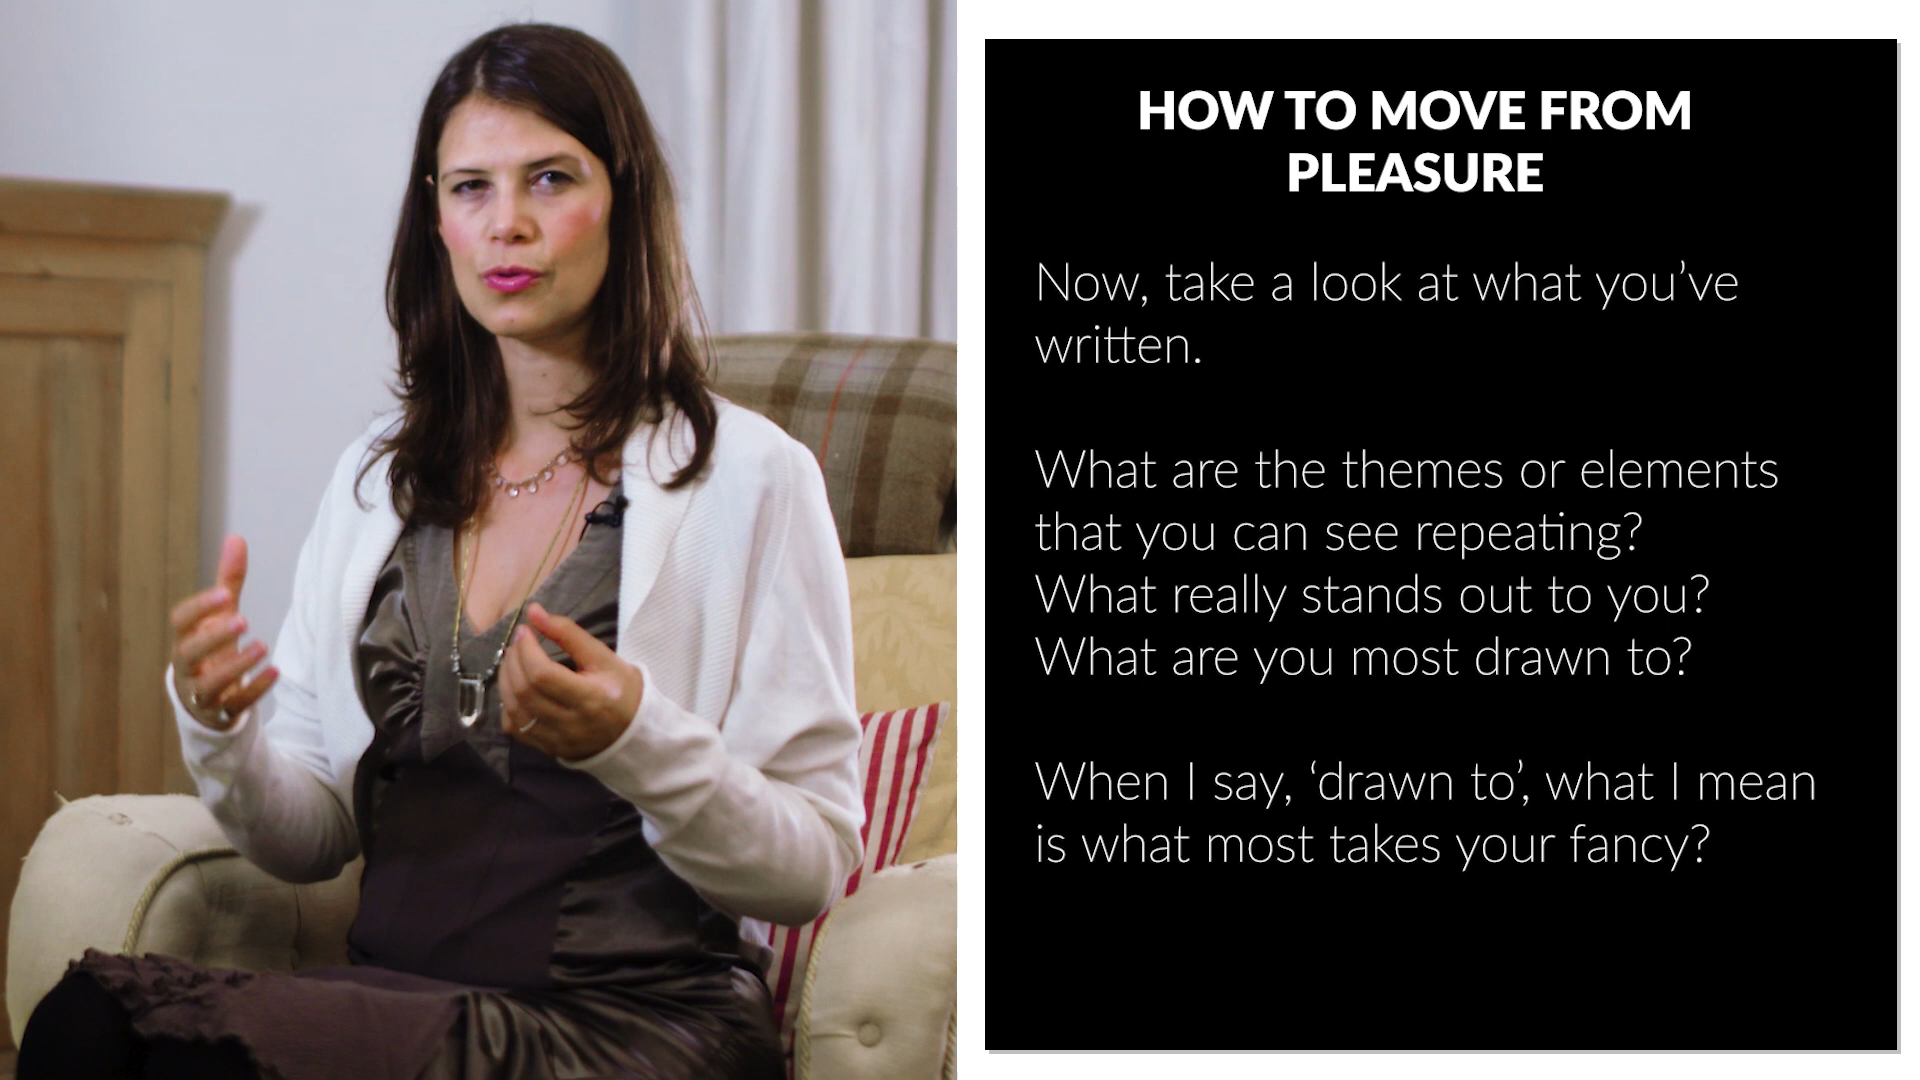 HOW TO MOVE FROM
PLEASURE
Now, take a look at what you’ve
written.
What are the themes or elements
that you can see repeating?
What really stands out to you?
What are you most drawn to?
When I say, ‘drawn to’, what I mean
is what most takes your fancy?